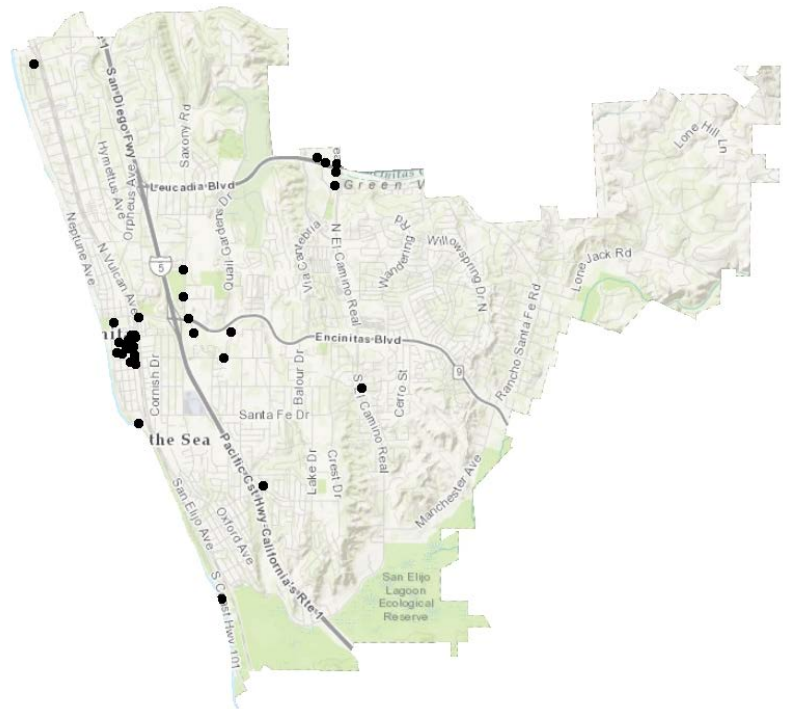 San Diego Fwy
Saxony Rd
Lone Hill Ln
Hymettus Ave
Orpheus Ave
Leucadia Blvd
Green V
Neptune Ave
N Vulcan Ave
Quail Gardens Dr
Via Cantebria
N El Camino Real
Wandering Rd
Willowspring Dr N
Lone Jack Rd
5
Rancho Santa Fe Rd
Encinitas Blvd
Cornish Dr
Balour Dr
9
Cerro St
S El Camino Real
Santa Fe Dr
the Sea
Pacific Cst Hwy-California's Rte 1
Lake Dr
Crest Dr
Manchester Ave
San Elijo Ave
Oxford Ave
San Elijo
Lagoon
Ecological
Reserve
S Coast Hwy 101